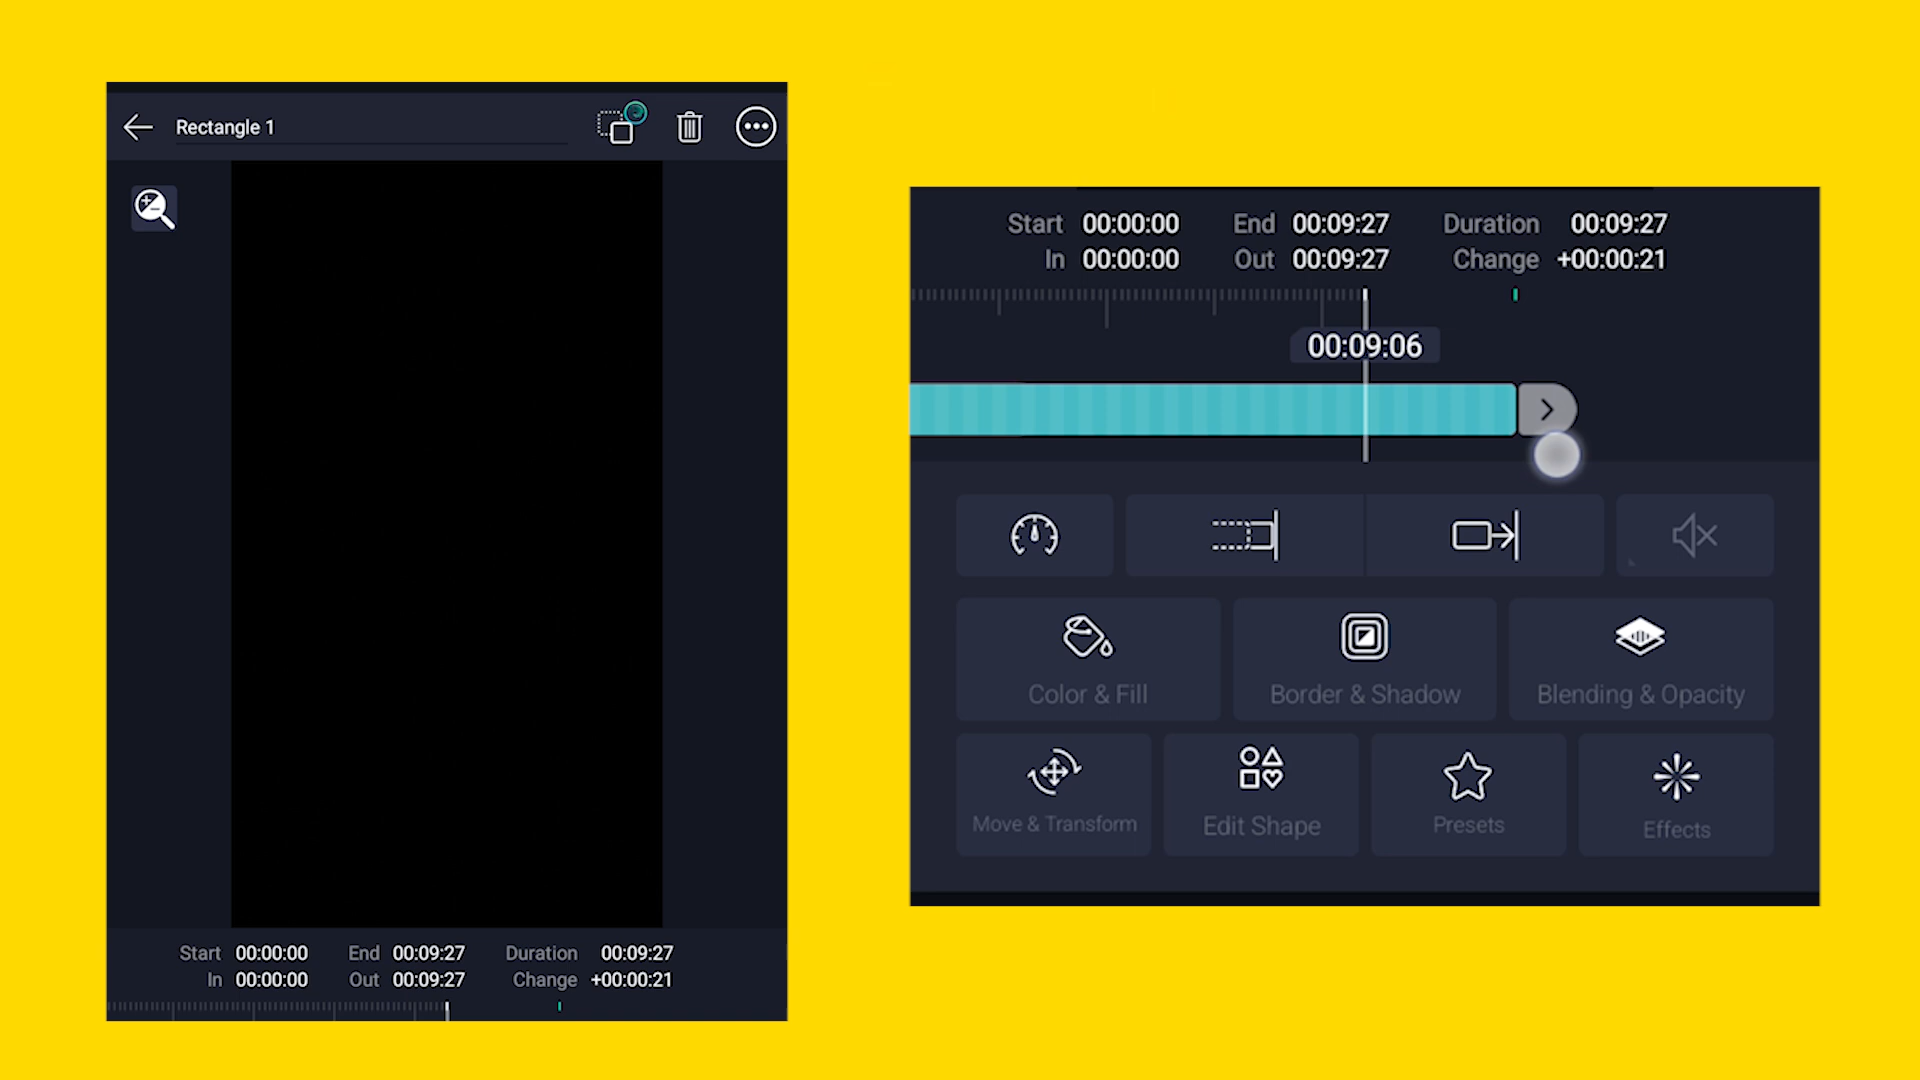 Rectangle 1
Start 00:00:00 End 00:09:27 Duration 00:09:27
In 00:00:00 Out 00:09:27 Change +00:00:21
Start 00:00:00 End 00:09:27 Duration 00:09:27
In 00:00:00 Out 00:09:27 Change +00:00:21
00:09:06
Color & Fill Border & Shadow Blending & Opacity
Move & Transform Edit Shape Presets Effects